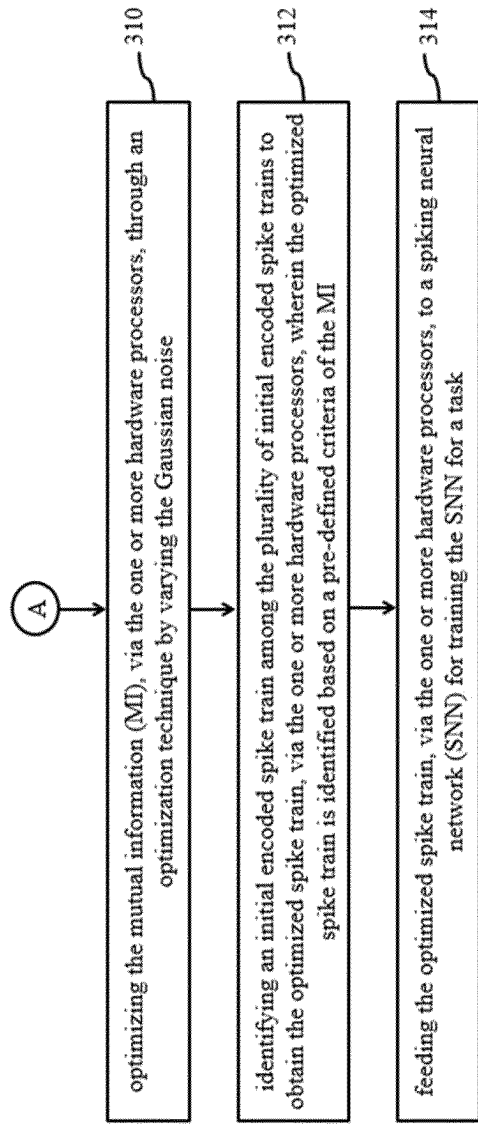 A
optimizing the mutual information (MI), via the one or more hardware processors, through an
optimization technique by varying the Gaussian noise
310
identifying an initial encoded spike train among the plurality of initial encoded spike trains to
obtain the optimized spike train, via the one or more hardware processors, wherein the optimized
spike train is identified based on a pre-defined criteria of the MI
312
feeding the optimized spike train, via the one or more hardware processors, to a spiking neural
network (SNN) for training the SNN for a task
314